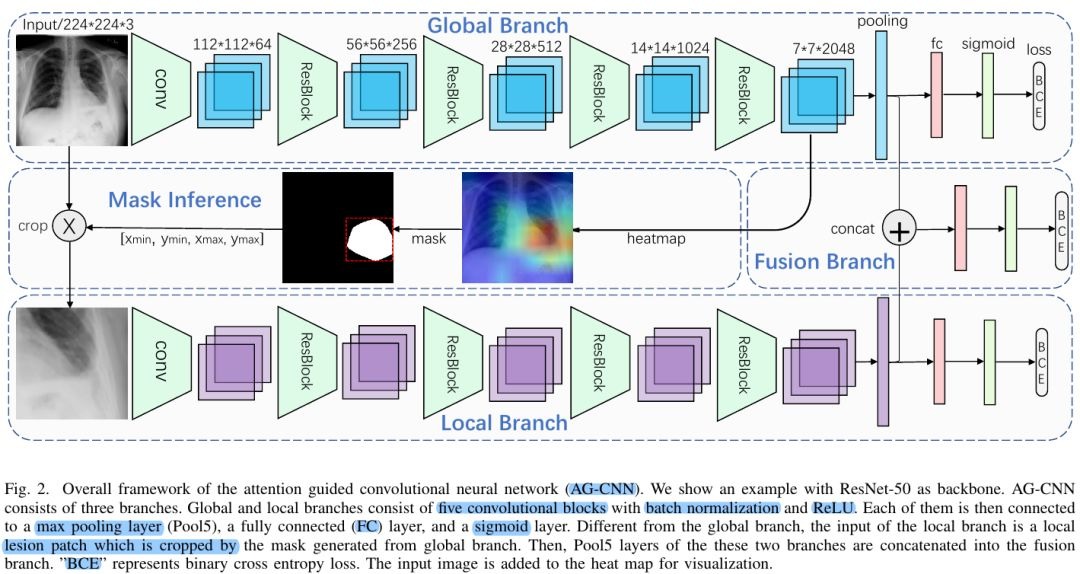 Input/224*224*3
Global Branch
pooling
112*112*64
56*56*256
28*28*512
14*14*1024
7*7*2048
fc
sigmoid
loss
conv
ResBlock
ResBlock
ResBlock
ResBlock
BCE
Mask Inference
crop
X
[xmin, ymin, xmax, ymax]
mask
heatmap
concat
+
Fusion Branch
BCE
conv
ResBlock
ResBlock
ResBlock
ResBlock
BCE
Local Branch
Fig. 2. Overall framework of the attention guided convolutional neural network (AG-CNN). We show an example with ResNet-50 as backbone. AG-CNN
consists of three branches. Global and local branches consist of five convolutional blocks with batch normalization and ReLU. Each of them is then connected
to a max pooling layer (Pool5), a fully connected (FC) layer, and a sigmoid layer. Different from the global branch, the input of the local branch is a local
lesion patch which is cropped by the mask generated from global branch. Then, Pool5 layers of the these two branches are concatenated into the fusion
branch. "BCE" represents binary cross entropy loss. The input image is added to the heat map for visualization.